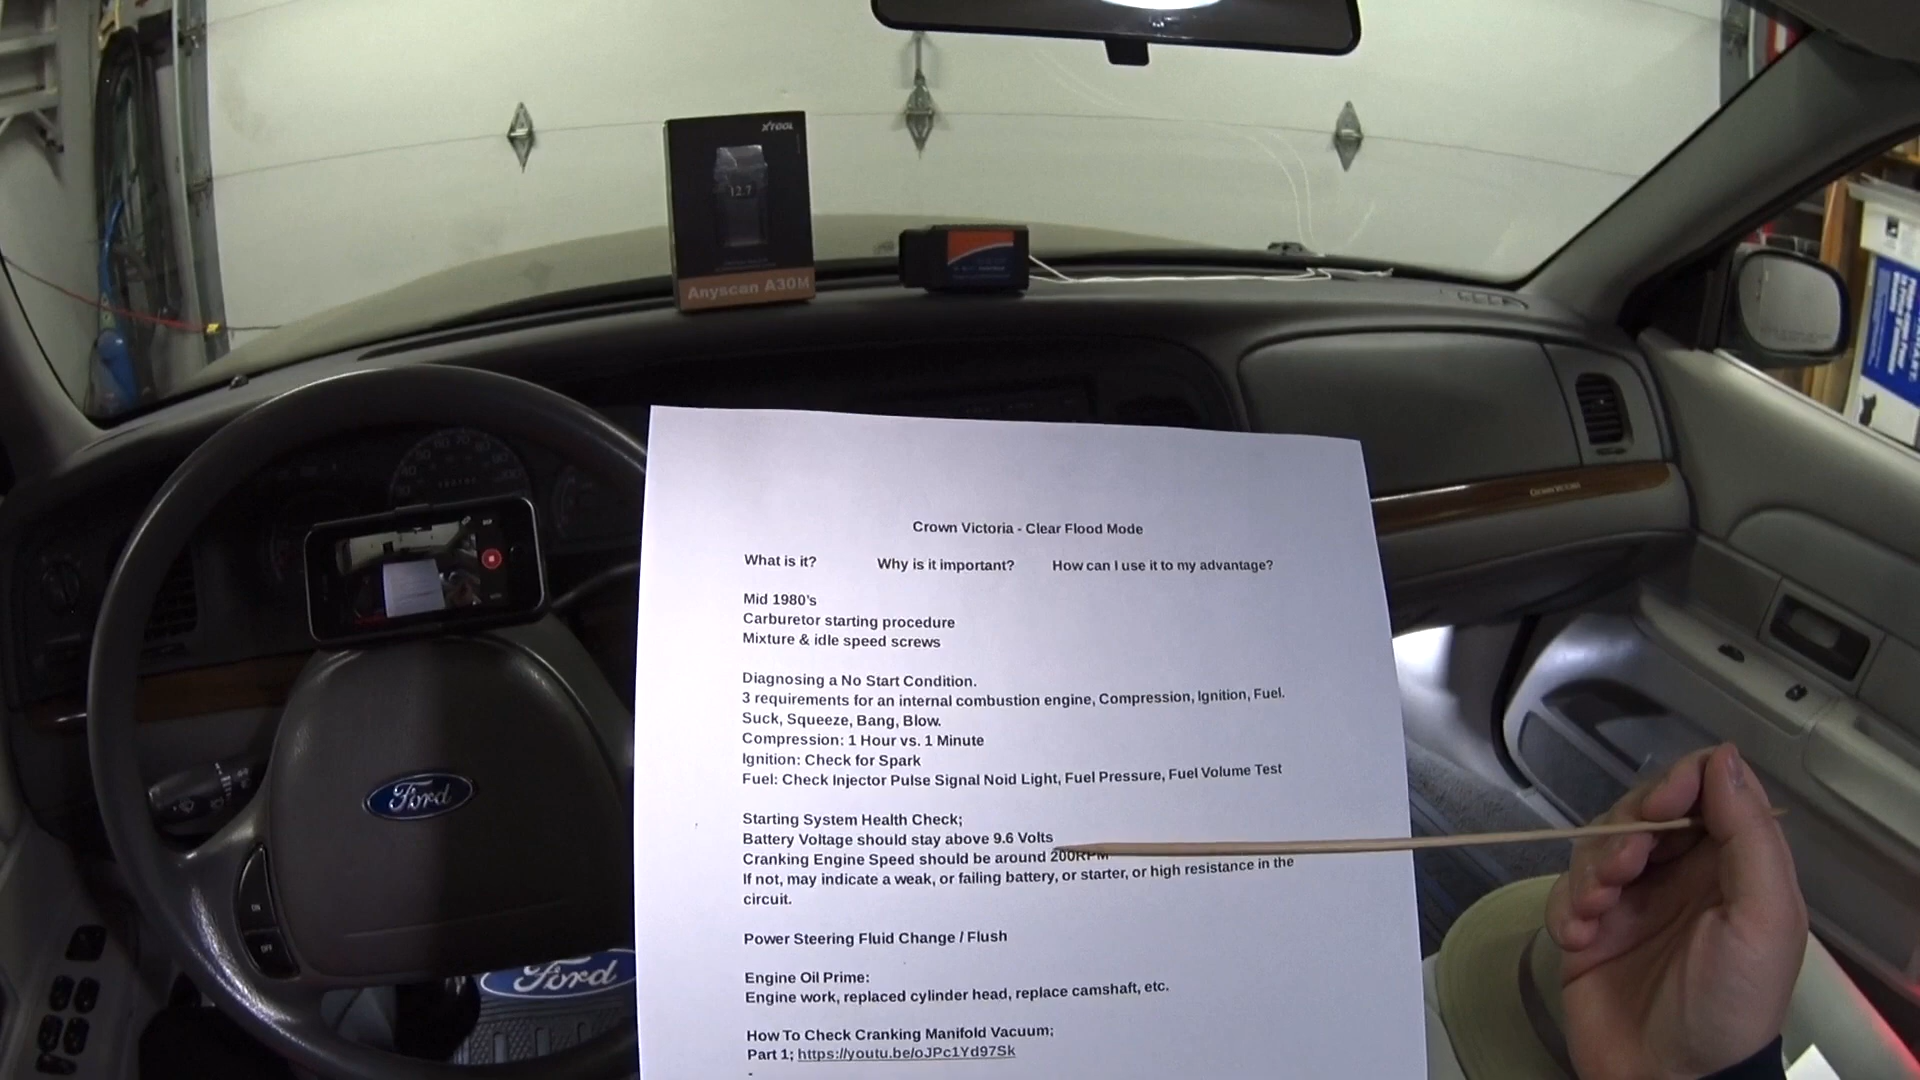 XTOOL
12.7
Anyscan A30M
CROWN VICTORIA
Ford
ON
OFF
Ford
Crown Victoria - Clear Flood Mode
What is it? Why is it important? How can I use it to my advantage?
Mid 1980's
Carburetor starting procedure
Mixture & idle speed screws
Diagnosing a No Start Condition.
3 requirements for an internal combustion engine, Compression, Ignition, Fuel.
Suck, Squeeze, Bang, Blow.
Compression: 1 Hour vs. 1 Minute
Ignition: Check for Spark
Fuel: Check Injector Pulse Signal Noid Light, Fuel Pressure, Fuel Volume Test
Starting System Health Check;
Battery Voltage should stay above 9.6 Volts
Cranking Engine Speed should be around 200RPM
If not, may indicate a weak, or failing battery, or starter, or high resistance in the
circuit.
Power Steering Fluid Change / Flush
Engine Oil Prime:
Engine work, replaced cylinder head, replace camshaft, etc.
How To Check Cranking Manifold Vacuum;
Part 1; https://youtu.be/oJPc1Yd97Sk
-